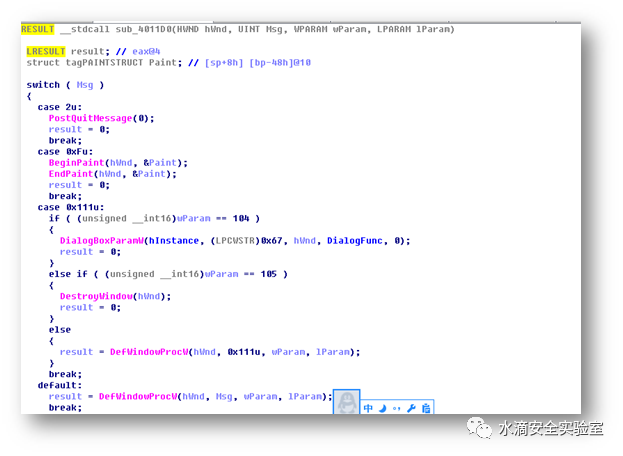 RESULT __stdcall sub_4011D0(HWND hWnd, UINT Msg, WPARAM wParam, LPARAM lParam)
LRESULT result; // eax@4
struct tagPAINTSTRUCT Paint; // [sp+8h] [bp-48h]@10
switch ( Msg )
{
case 2u:
PostQuitMessage(0);
result = 0;
break;
case 0xFu:
BeginPaint(hWnd, &Paint);
EndPaint(hWnd, &Paint);
result = 0;
break;
case 0x111u:
if ( (unsigned __int16)wParam == 104 )
{
DialogBoxParamW(hInstance, (LPCWSTR)0x67, hWnd, DialogFunc, 0);
result = 0;
}
else if ( (unsigned __int16)wParam == 105 )
{
DestroyWindow(hWnd);
result = 0;
}
else
{
result = DefWindowProcW(hWnd, 0x111u, wParam, lParam);
}
break;
default:
result = DefWindowProcW(hWnd, Msg, wParam, lParam);
break;
中
水滴安全实验室